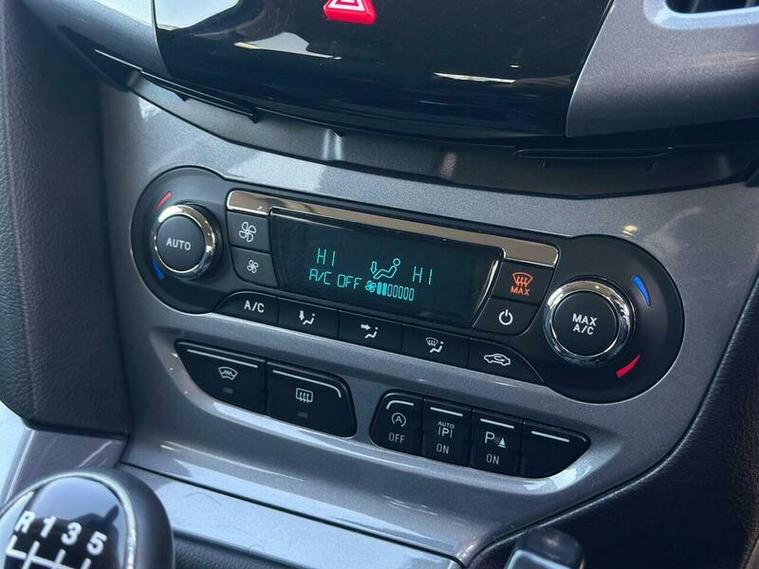 AUTO
HI HI
A/C OFF
MAX
MAX
A/C
A/C
OFF
AUTO
P
ON
P
ON
R 1 3 5